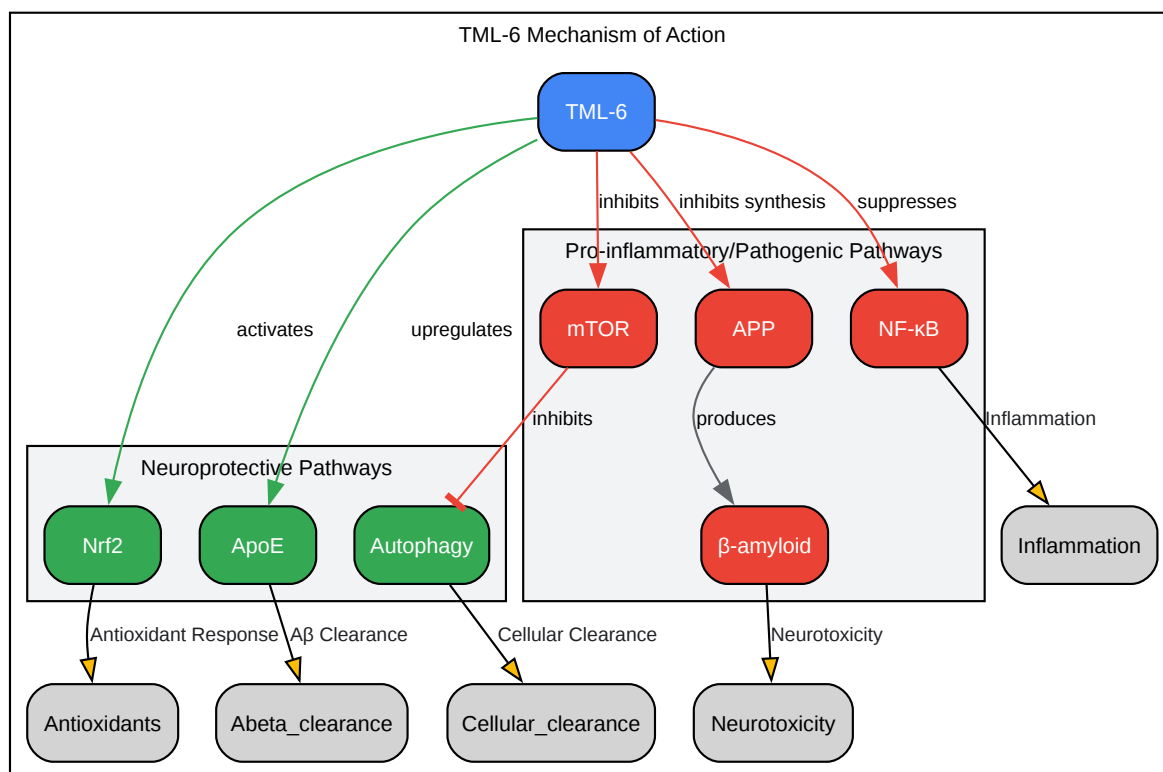 TML-6 Mechanism of Action
TML-6
inhibits
inhibits synthesis
suppresses
Pro-inflammatory/Pathogenic Pathways
activates
upregulates
mTOR
APP
NF-κB
inhibits
produces
Inflammation
Neuroprotective Pathways
Nrf2
ApoE
Autophagy
β-amyloid
Inflammation
Antioxidant Response
Aβ Clearance
Cellular Clearance
Neurotoxicity
Antioxidants
Abeta_clearance
Cellular_clearance
Neurotoxicity